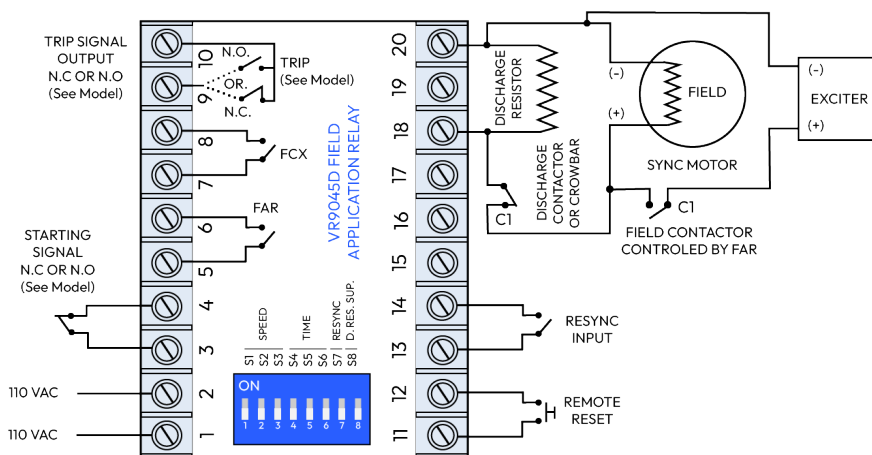 TRIP SIGNAL
OUTPUT
N.C OR N.O
(See Model)
10
9
8
7
6
5
4
3
2
1
N.O.
OR.
N.C.
TRIP
(See Model)
FCX
FAR
STARTING
SIGNAL
N.C OR N.O
(See Model)
110 VAC
110 VAC
VR9045D FIELD
APPLICATION RELAY
SPEED
TIME
RESYNC
D. RES. SUP.
S1
S2
S3
S4
S5
S6
S7
S8
ON
1 2 3 4 5 6 7 8
20
19
18
17
16
15
14
13
12
11
DISCHARGE
RESISTOR
DISCHARGE
CONTACTOR
OR CROWBAR
C1
(-)
(+)
FIELD
SYNC MOTOR
(-)
EXCITER
(+)
C1
FIELD CONTACTOR
CONTROLED BY FAR
RESYNC
INPUT
REMOTE
RESET